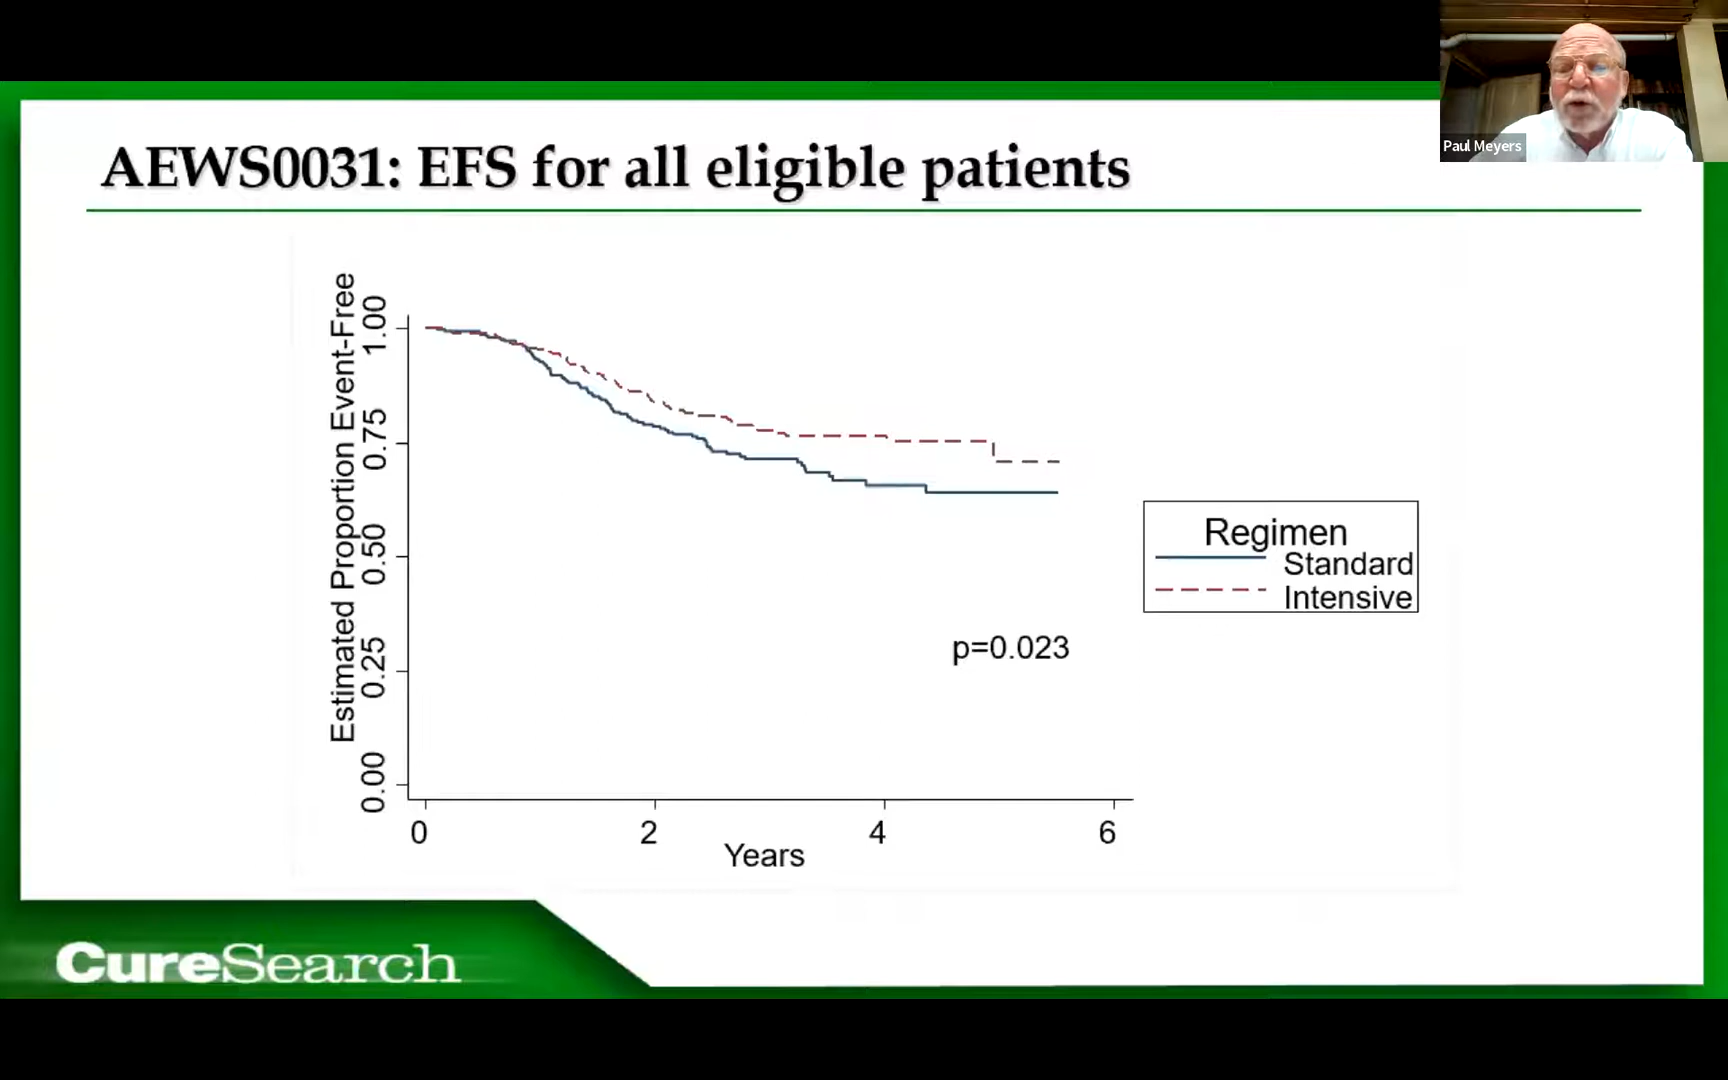 Paul Meyers
AEWS0031: EFS for all eligible patients
Estimated Proportion Event-Free
1.00
0.75
0.50
0.25
0.00
0
2
4
6
Years
Regimen
Standard
Intensive
p=0.023
CureSearch